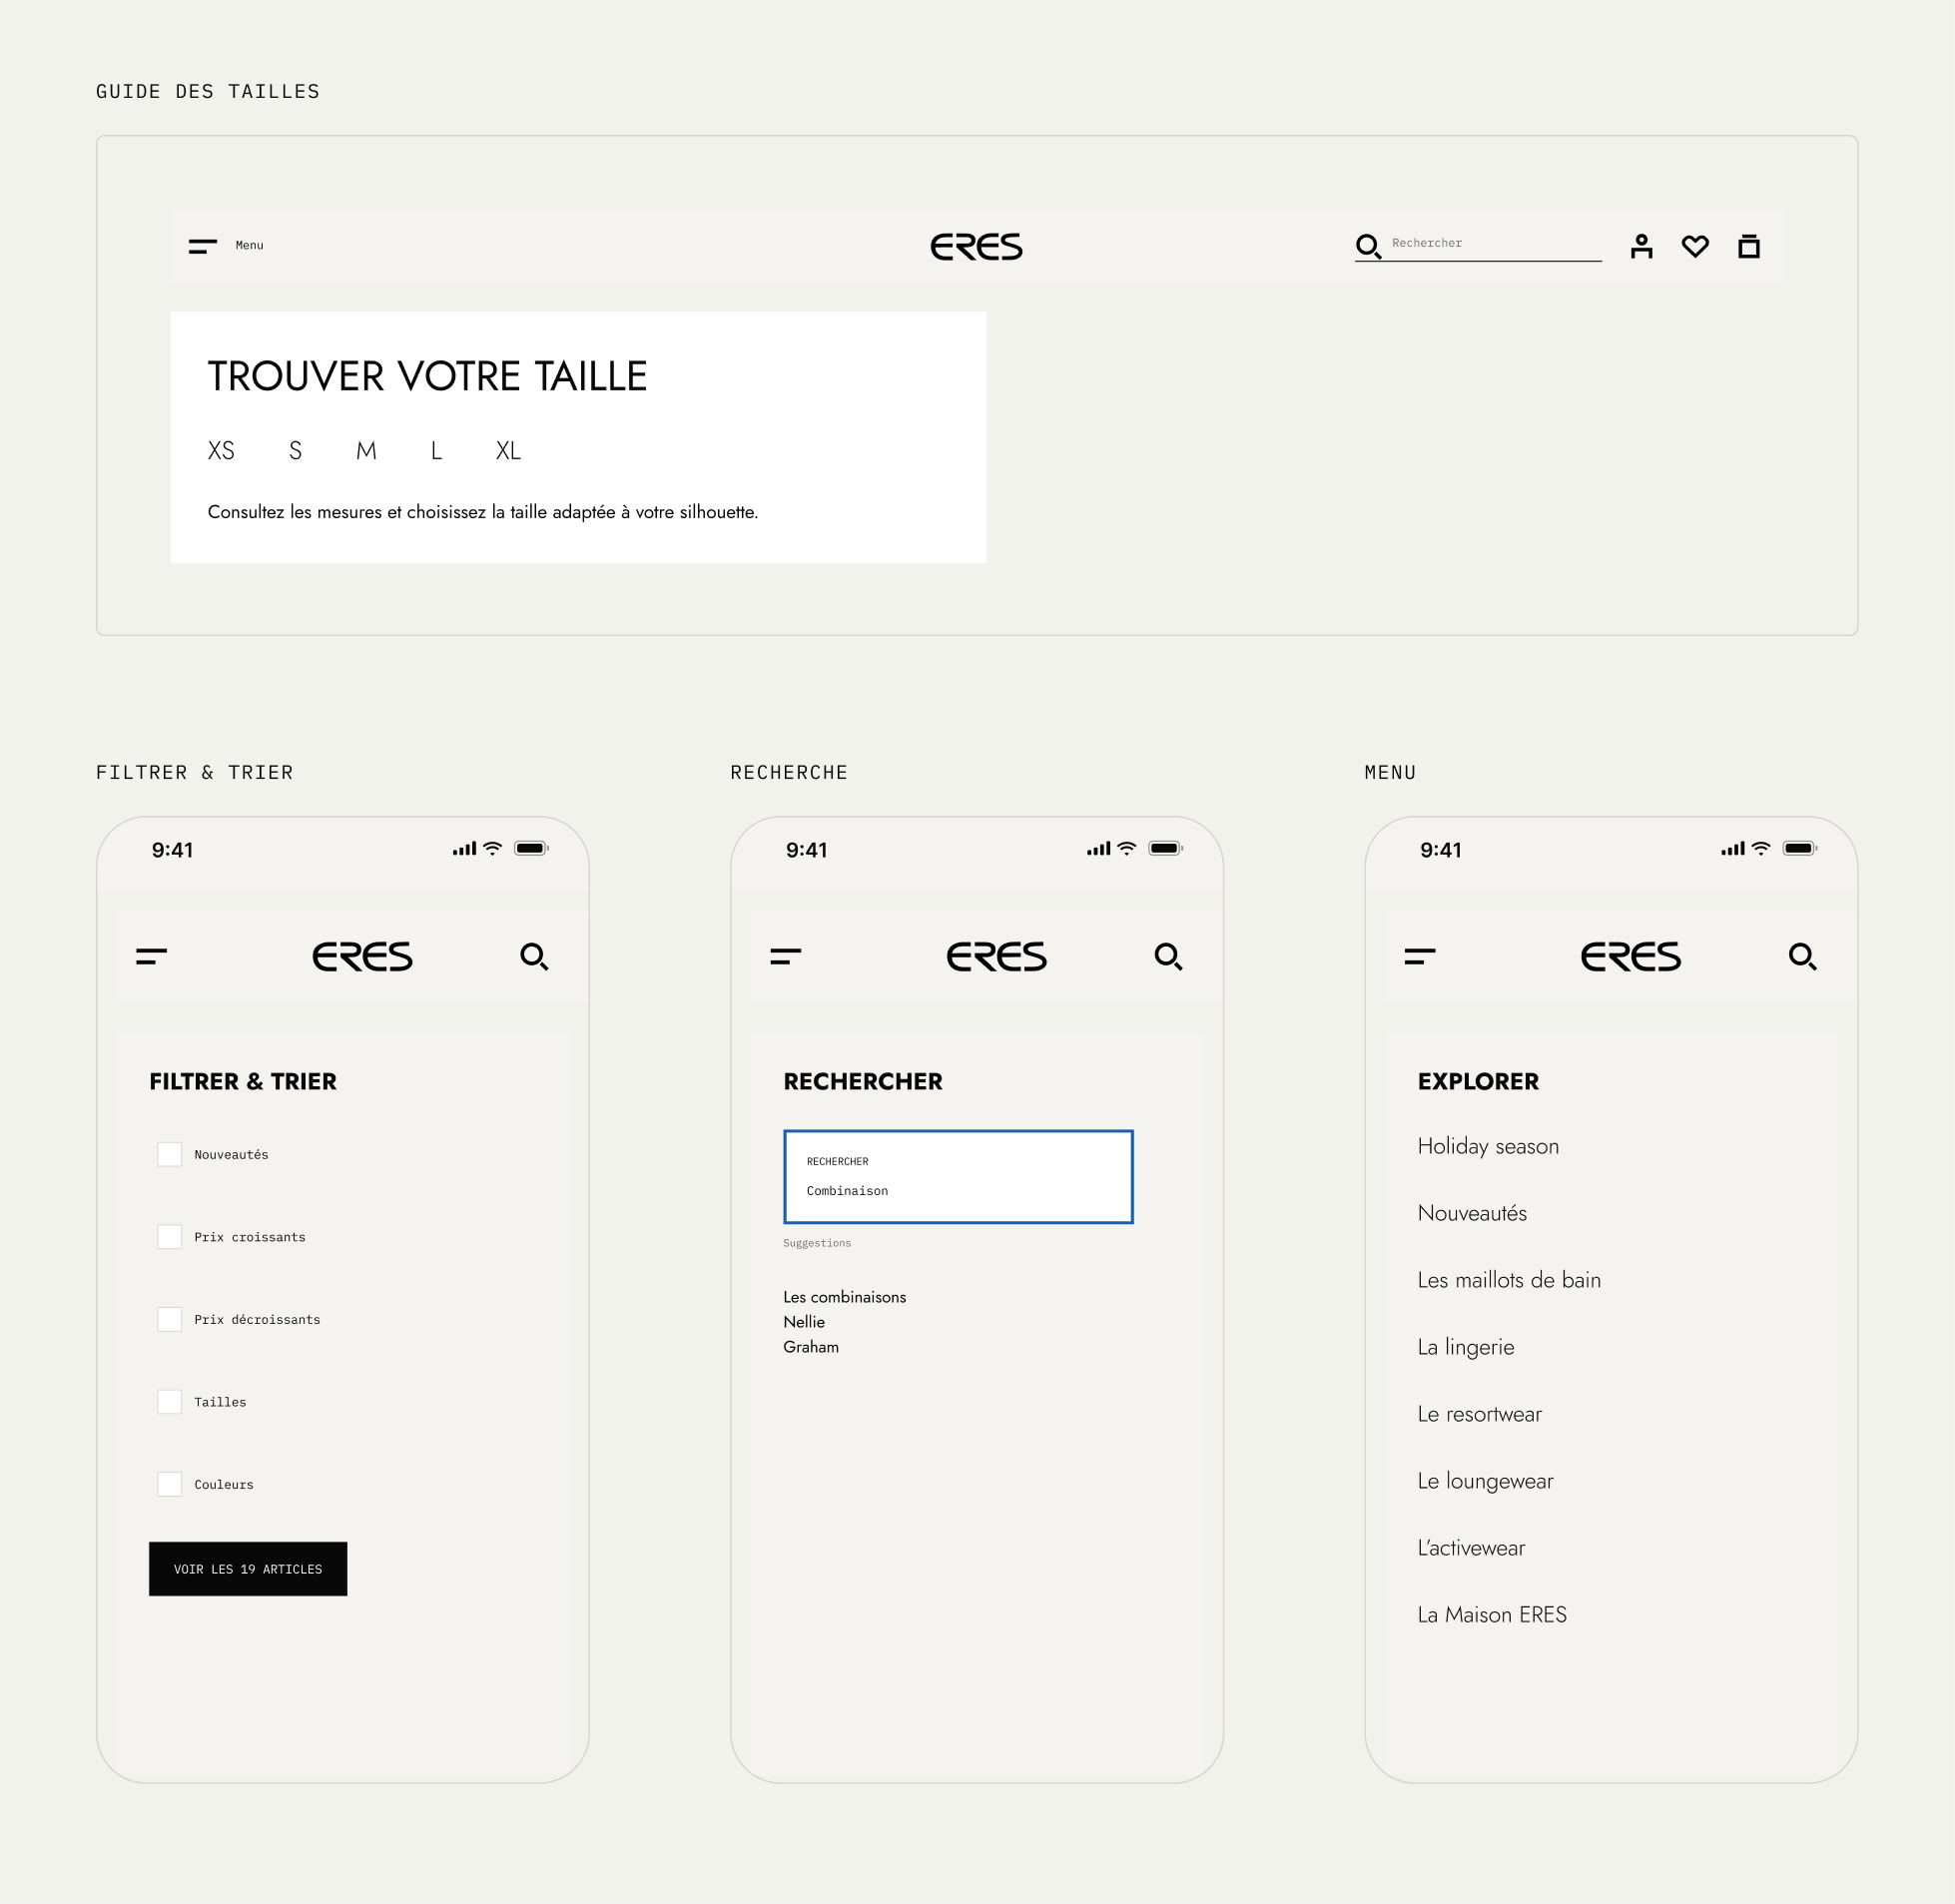 GUIDE DES TAILLES
Menu
ERES
Rechercher
TROUVER VOTRE TAILLE
XS S M L XL
Consultez les mesures et choisissez la taille adaptée à votre silhouette.
FILTRER & TRIER
9:41
ERES
FILTRER & TRIER
Nouveautés
Prix croissants
Prix décroissants
Tailles
Couleurs
VOIR LES 19 ARTICLES
RECHERCHE
9:41
ERES
RECHERCHER
RECHERCHER
Combinaison
Suggestions
Les combinaisons
Nellie
Graham
MENU
9:41
ERES
EXPLORER
Holiday season
Nouveautés
Les maillots de bain
La lingerie
Le resortwear
Le loungewear
L’activewear
La Maison ERES